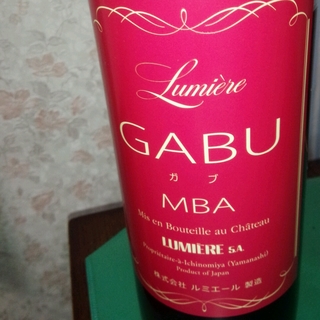 Lumière
GABU
ガブ
MBA
Mis en Bouteille au Château
LUMIÈRE S.A.
Propriétaire-à-Ichinomiya (Yamanashi)
Product of Japan
株式会社 ルミエール 製造